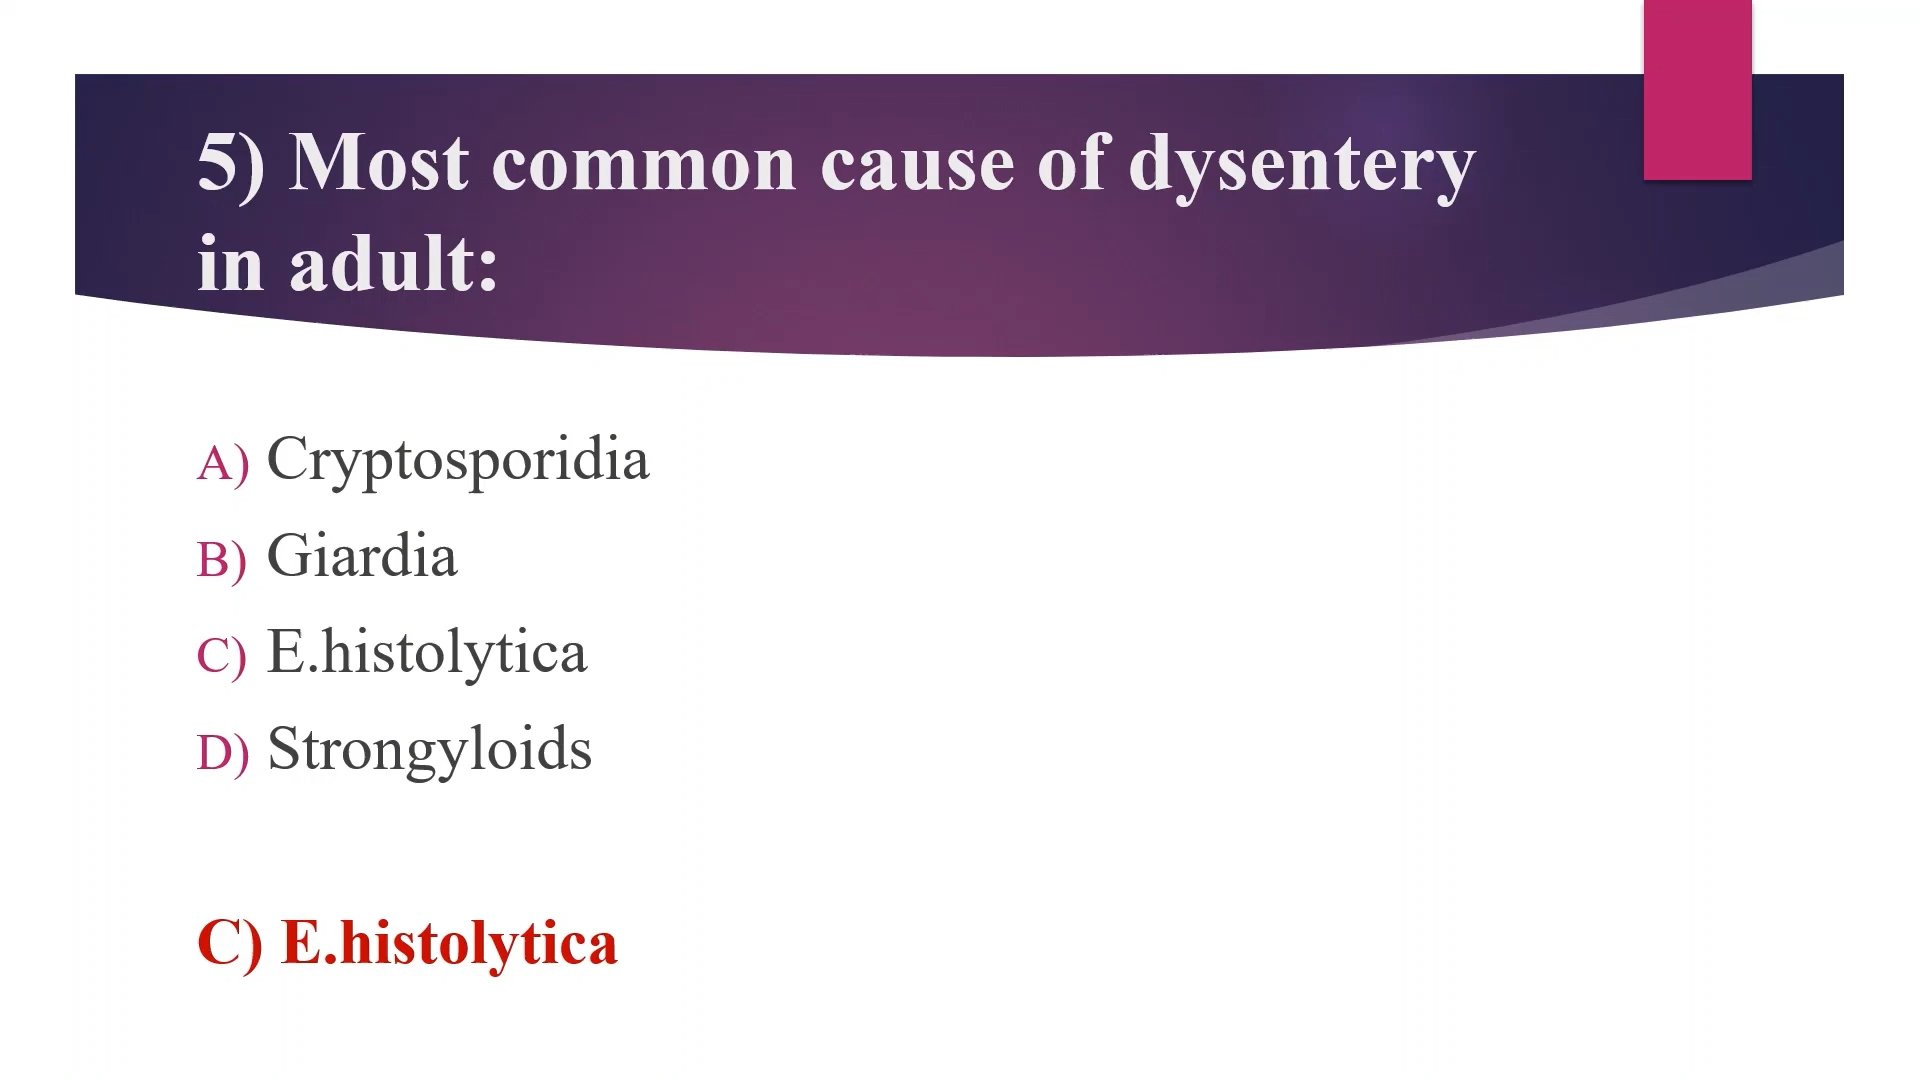 5) Most common cause of dysentery
in adult:
A) Cryptosporidia
B) Giardia
C) E.histolytica
D) Strongyloids
C) E.histolytica